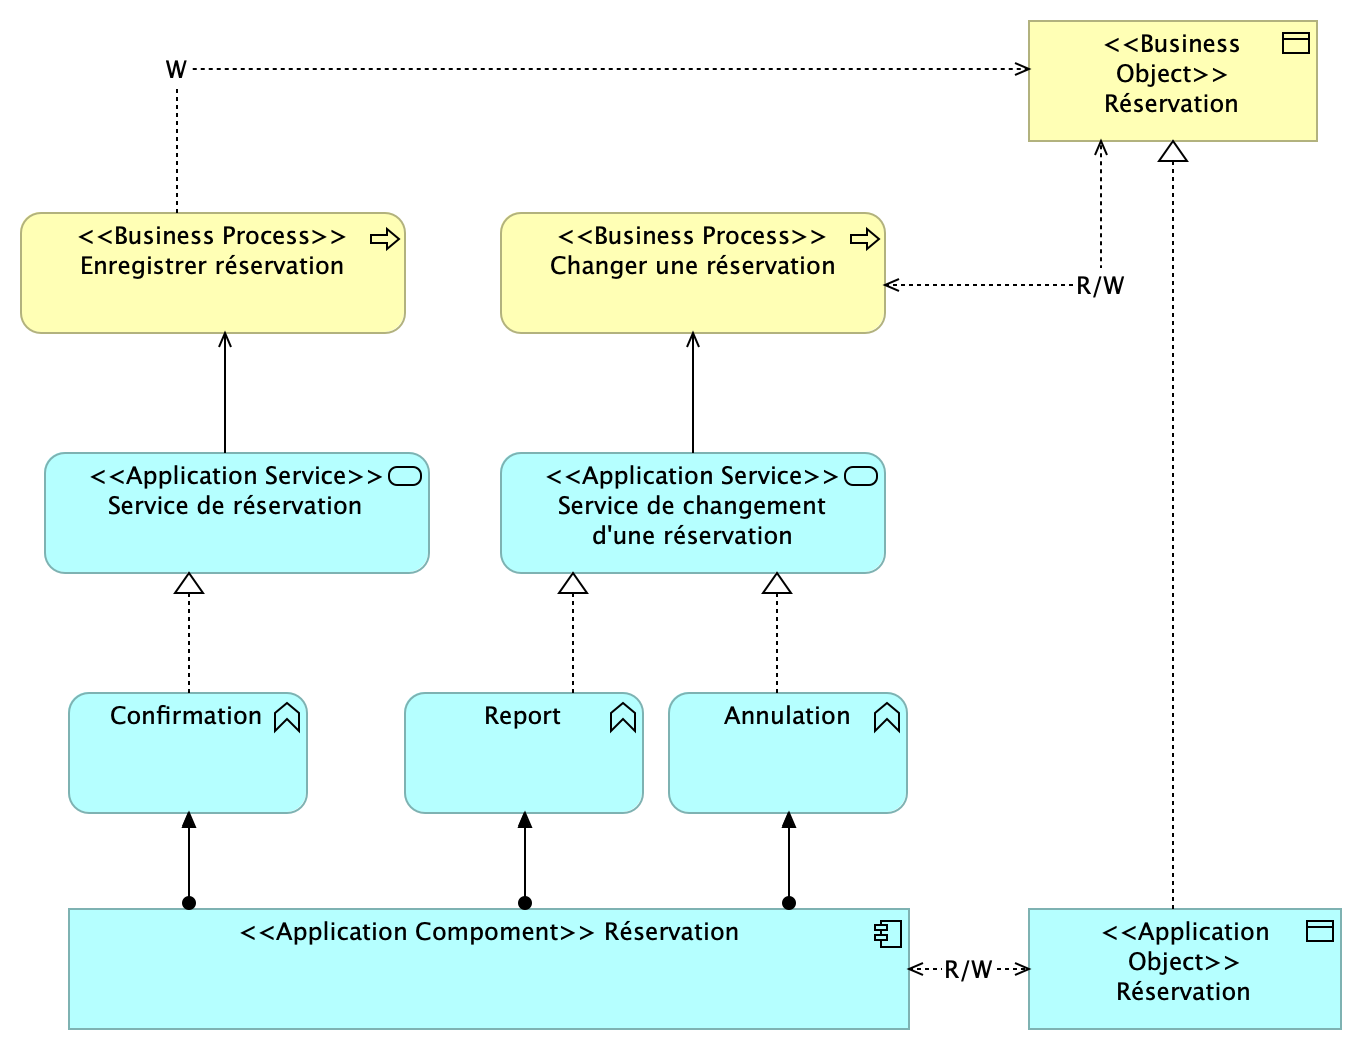 <<Business
Object>>
Réservation
W
<<Business Process>>
Enregistrer réservation
<<Business Process>>
Changer une réservation
R/W
<<Application Service>>
Service de réservation
<<Application Service>>
Service de changement
d'une réservation
Confirmation
Report
Annulation
<<Application Compoment>> Réservation
R/W
<<Application
Object>>
Réservation